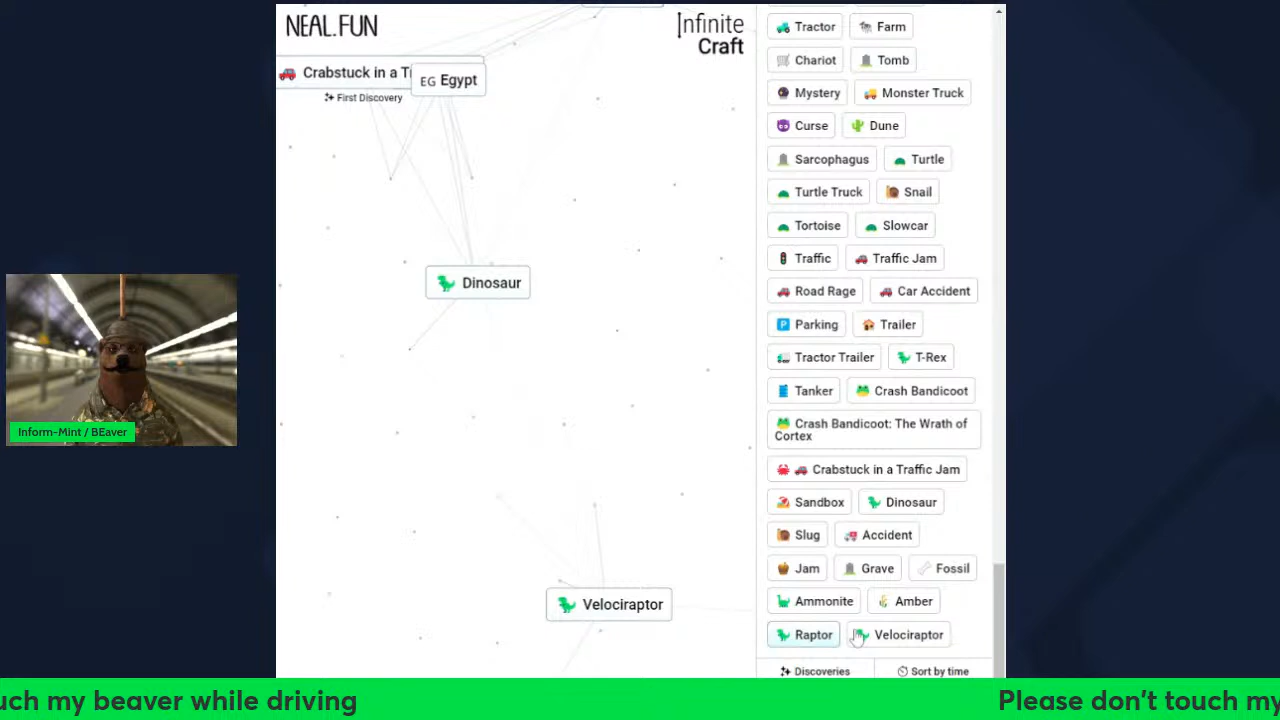 NEAL.FUN
Infinite
Craft
Crabstuck in a Tr
First Discovery
EG Egypt
Dinosaur
Velociraptor
Tractor
Farm
Chariot
Tomb
Mystery
Monster Truck
Curse
Dune
Sarcophagus
Turtle
Turtle Truck
Snail
Tortoise
Slowcar
Traffic
Traffic Jam
Road Rage
Car Accident
P Parking
Trailer
Tractor Trailer
T-Rex
Tanker
Crash Bandicoot
Crash Bandicoot: The Wrath of
Cortex
Crabstuck in a Traffic Jam
Sandbox
Dinosaur
Slug
Accident
Jam
Grave
Fossil
Ammonite
Amber
Raptor
Velociraptor
Discoveries
Sort by time
Inform-Mint / BEaver
uch my beaver while driving
Please don't touch my